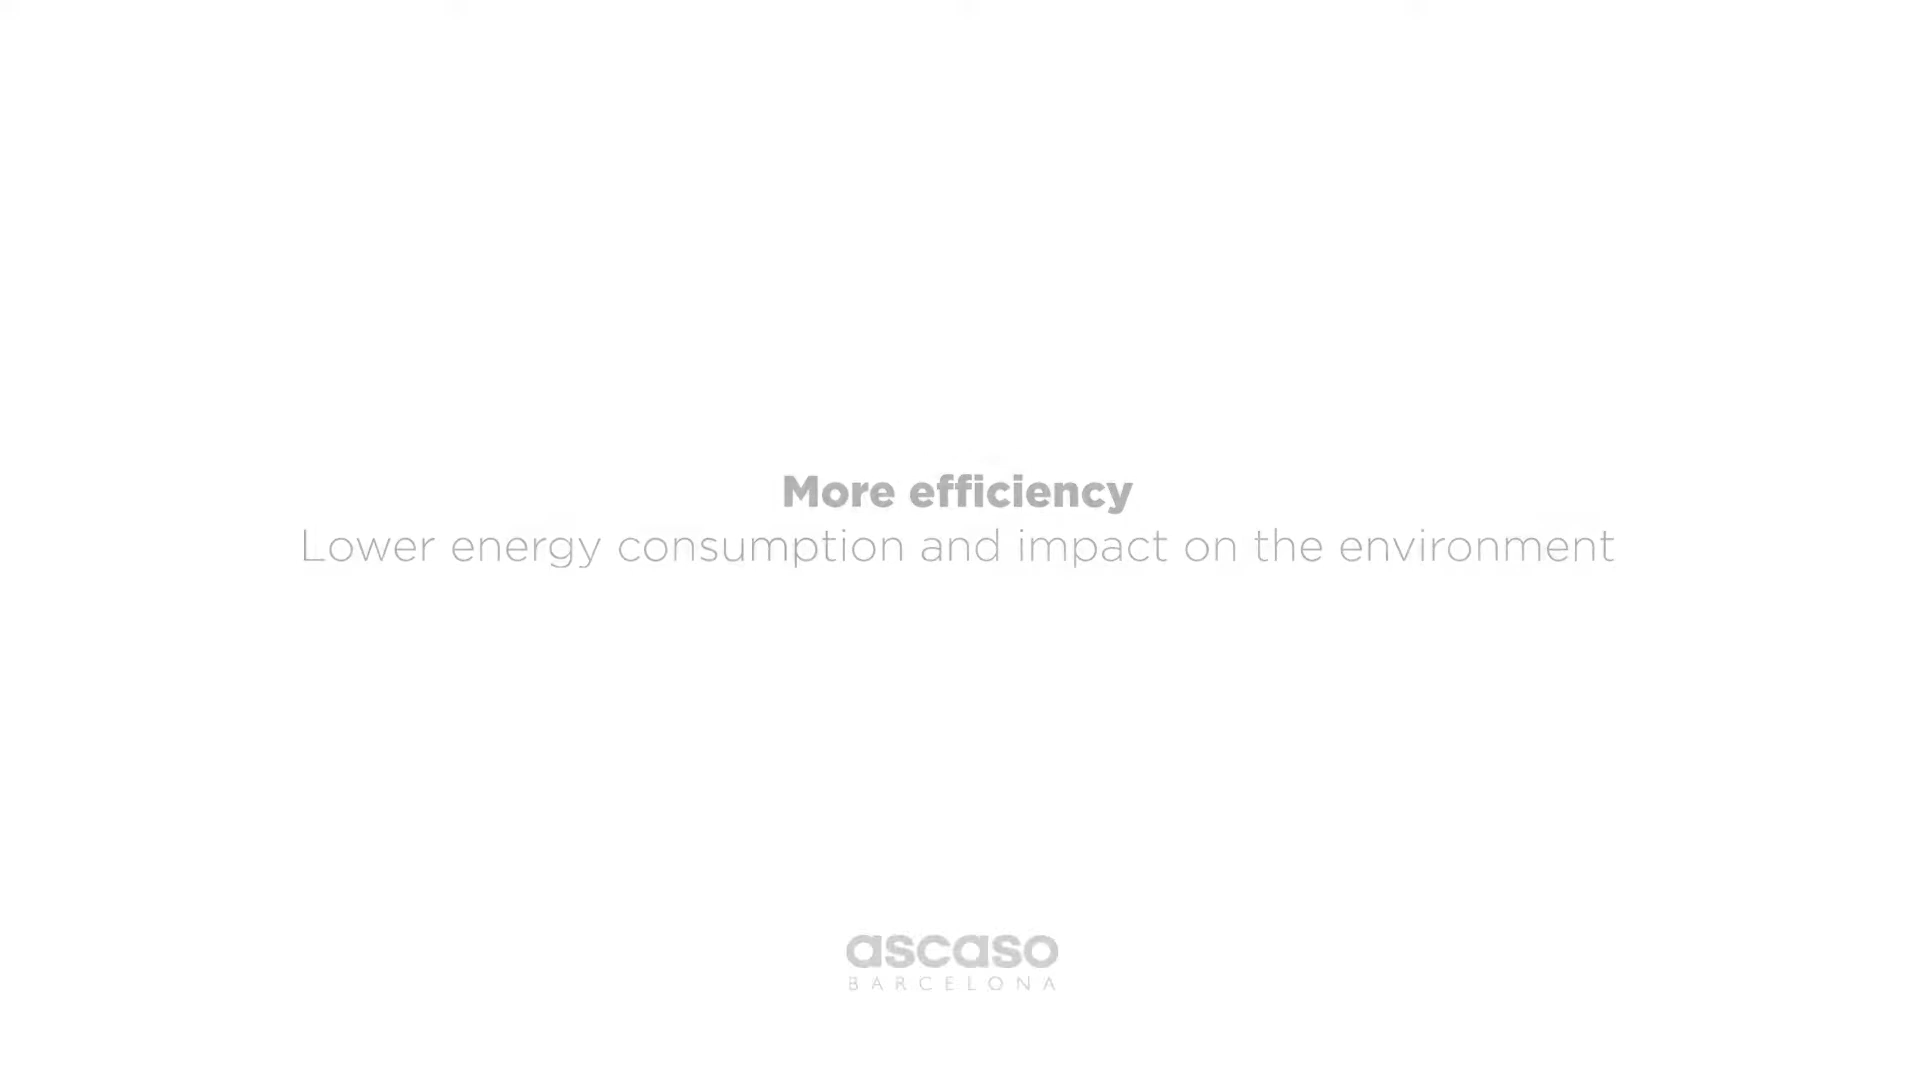 More efficiency
Lower energy consumption and impact on the environment
ascaso
BARCELONA